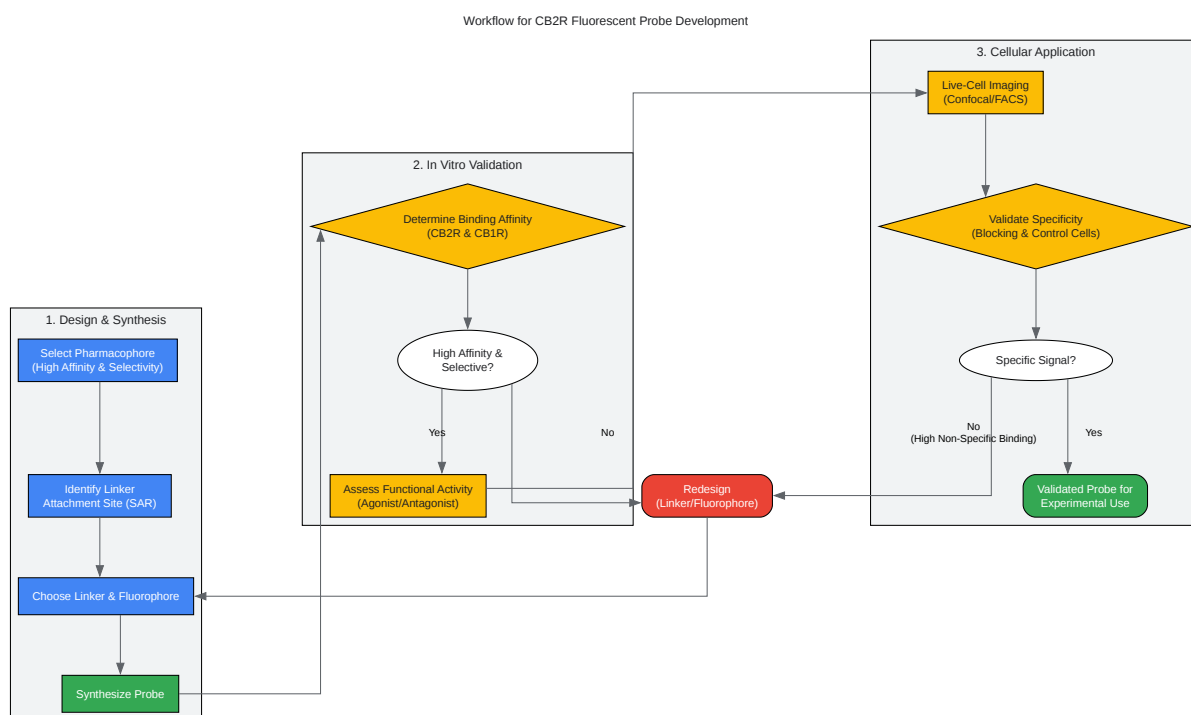 Workflow for CB2R Fluorescent Probe Development
1. Design & Synthesis
Select Pharmacophore
(High Affinity & Selectivity)
Identify Linker
Attachment Site (SAR)
Choose Linker & Fluorophore
Synthesize Probe
2. In Vitro Validation
Determine Binding Affinity
(CB2R & CB1R)
High Affinity &
Selective?
Yes
No
Assess Functional Activity
(Agonist/Antagonist)
Redesign
(Linker/Fluorophore)
3. Cellular Application
Live-Cell Imaging
(Confocal/FACS)
Validate Specificity
(Blocking & Control Cells)
Specific Signal?
No
(High Non-Specific Binding)
Yes
Validated Probe for
Experimental Use